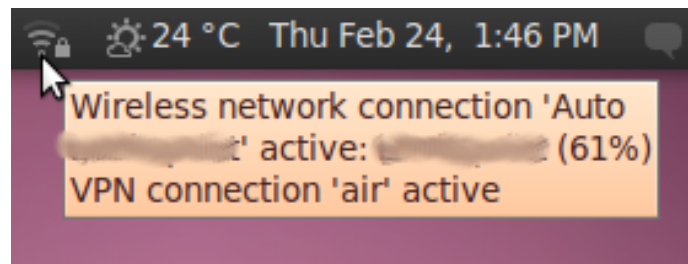 24 °C Thu Feb 24, 1:46 PM
Wireless network connection 'Auto
' active: (61%)
VPN connection 'air' active